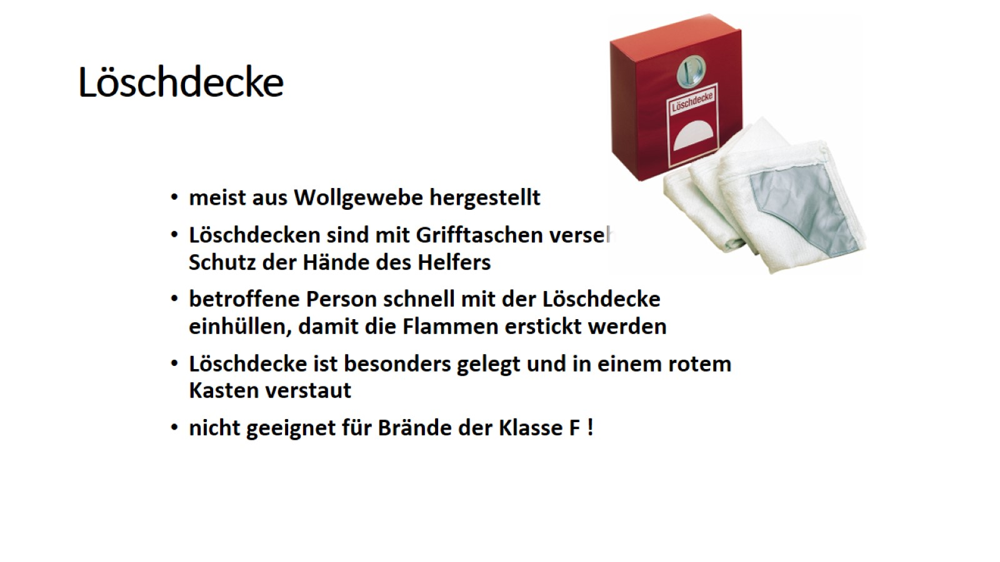 Löschdecke
Löschdecke
• meist aus Wollgewebe hergestellt
• Löschdecken sind mit Grifftaschen
Schutz der Hände des Helfers
• betroffene Person schnell mit der Löschdecke
einhüllen, damit die Flammen erstickt werden
• Löschdecke ist besonders gelegt und in einem rotem
Kasten verstaut
• nicht geeignet für Brände der Klasse F !